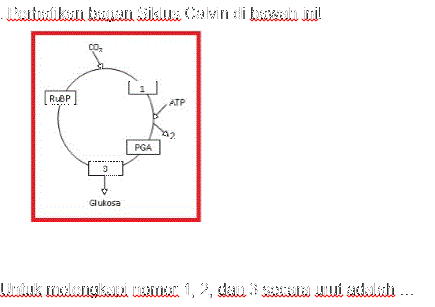 . Perhatikan bagan Siklus Calvin di bawah ini!
CO₂
RuBP
1
ATP
2
PGA
3
Glukosa
Untuk melengkapi nomor 1, 2, dan 3 secara urut adalah ...